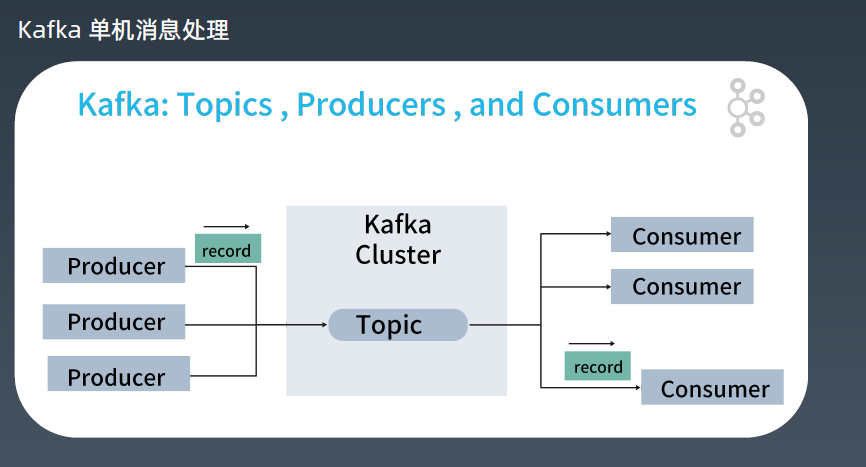 Kafka 单机消息处理
Kafka: Topics , Producers , and Consumers
Kafka
Cluster
record
Producer
Producer
Producer
Topic
Consumer
Consumer
record
Consumer